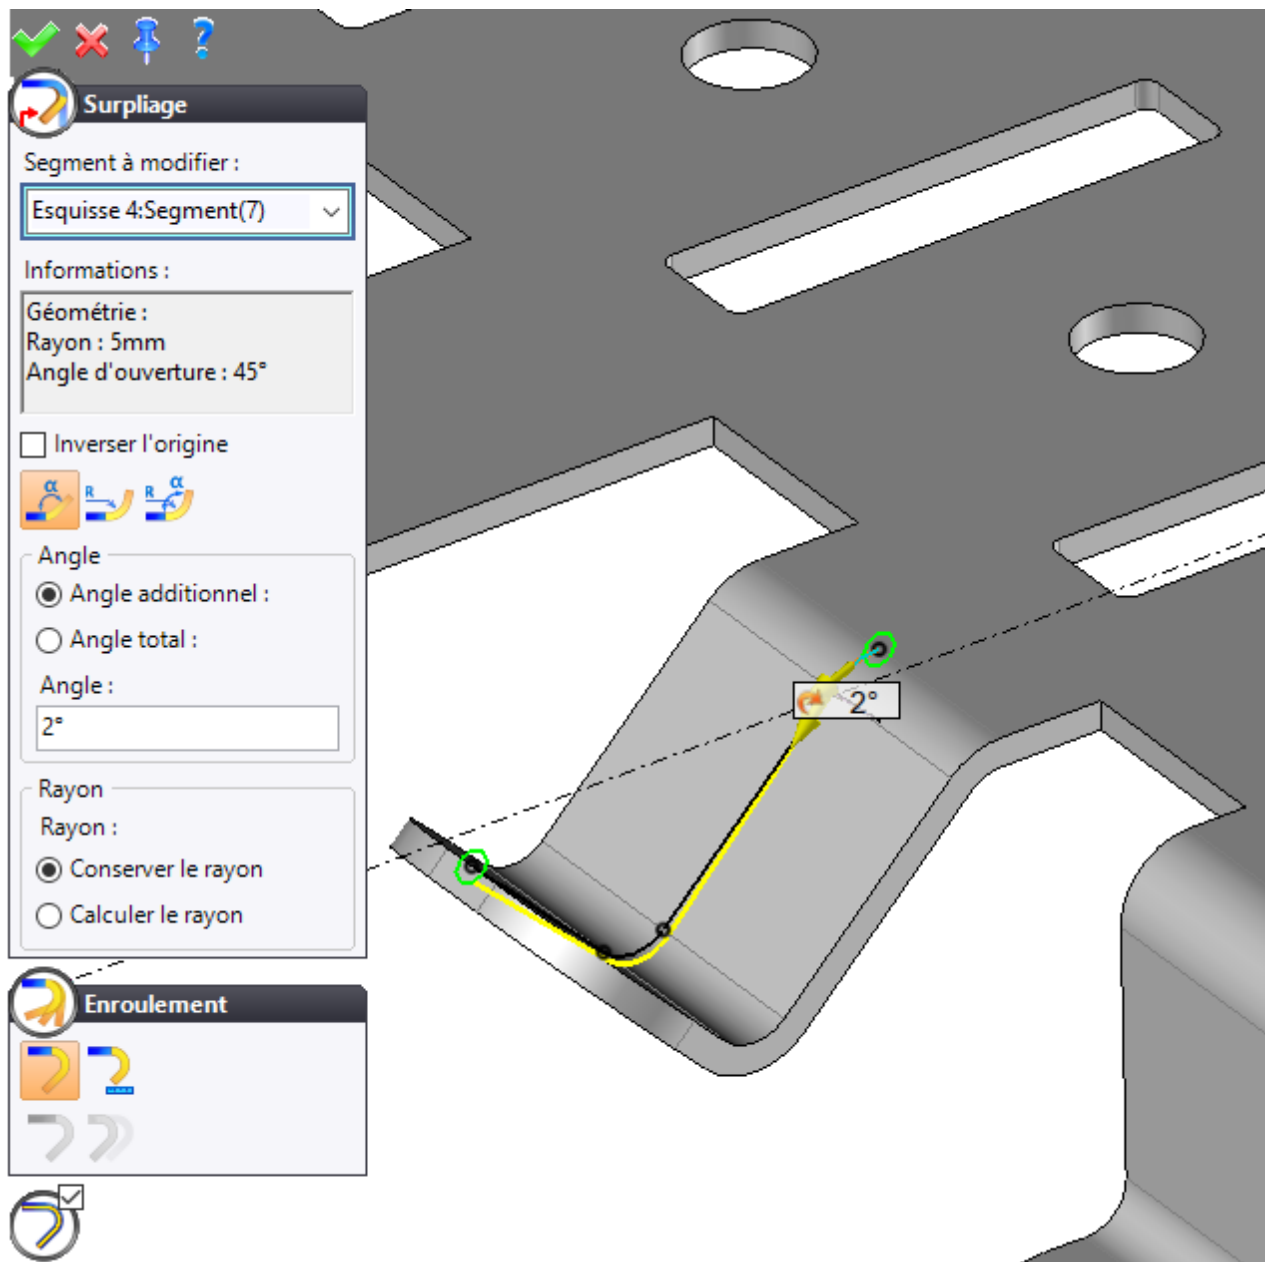 Surpliage
Segment à modifier :
Esquisse 4:Segment(7)
Informations :
Géométrie :
Rayon : 5mm
Angle d'ouverture : 45°
Inverser l'origine
α
R
R α
Angle
Angle additionnel :
Angle total :
Angle :
2°
2°
Rayon
Rayon :
Conserver le rayon
Calculer le rayon
Enroulement